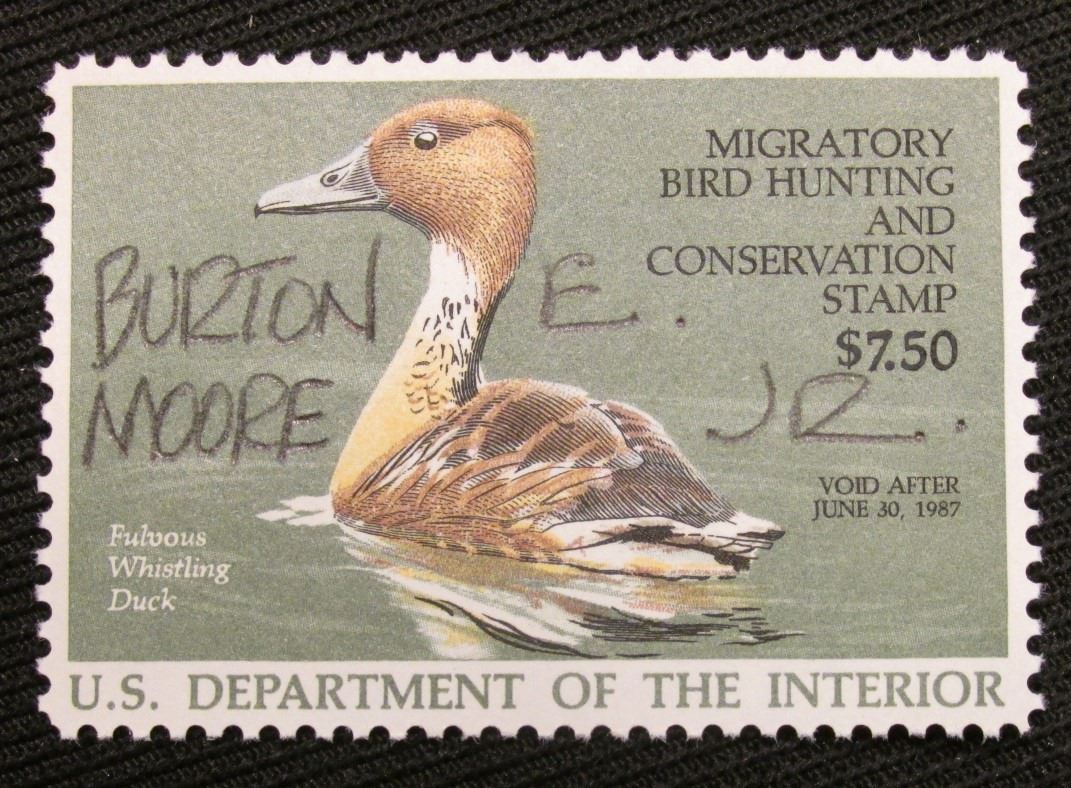 MIGRATORY
BIRD HUNTING
AND
CONSERVATION
STAMP
$7.50
BURTON E.
MOORE JR.
VOID AFTER
JUNE 30, 1987
Fulvous
Whistling
Duck
U.S. DEPARTMENT OF THE INTERIOR